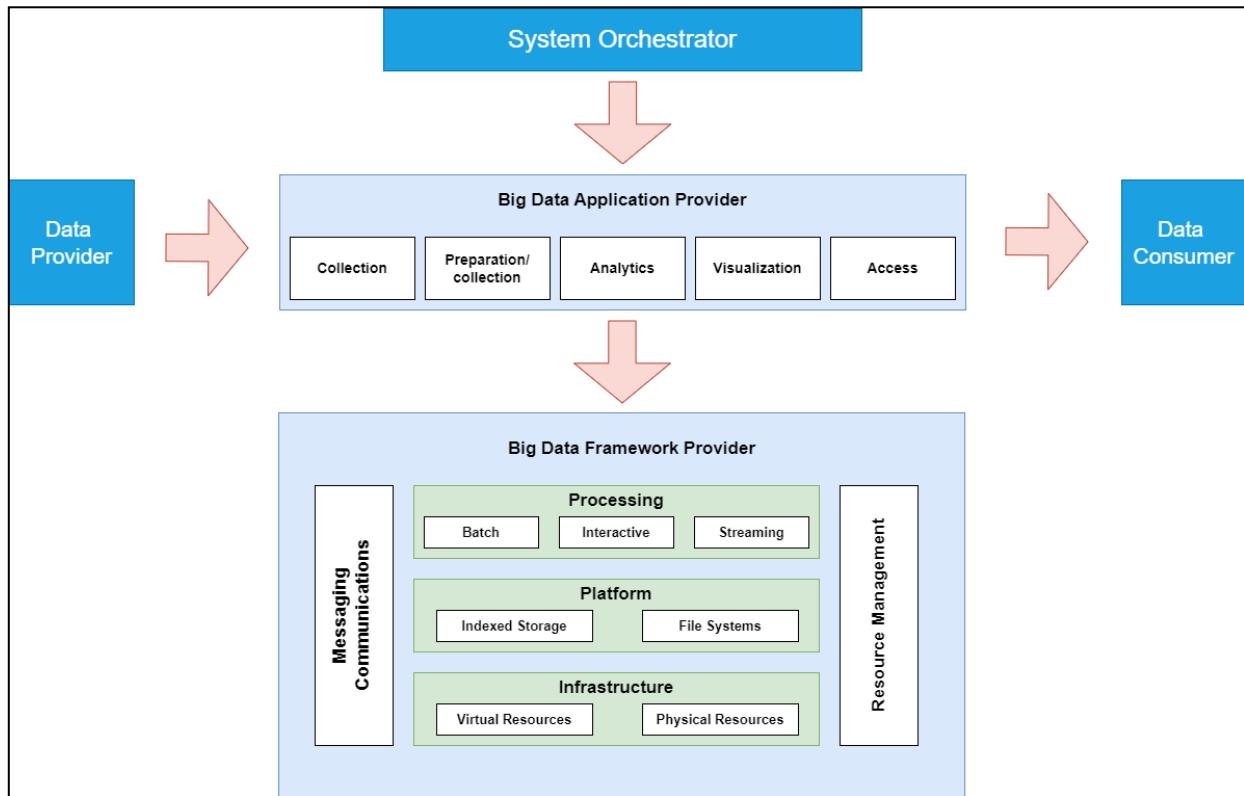 System Orchestrator
Data
Provider
Big Data Application Provider
Collection
Preparation/
collection
Analytics
Visualization
Access
Data
Consumer
Big Data Framework Provider
Messaging
Communications
Processing
Batch
Interactive
Streaming
Platform
Indexed Storage
File Systems
Infrastructure
Virtual Resources
Physical Resources
Resource Management